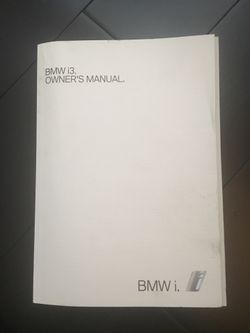 BMW i3.
OWNER'S MANUAL.
BMW i.